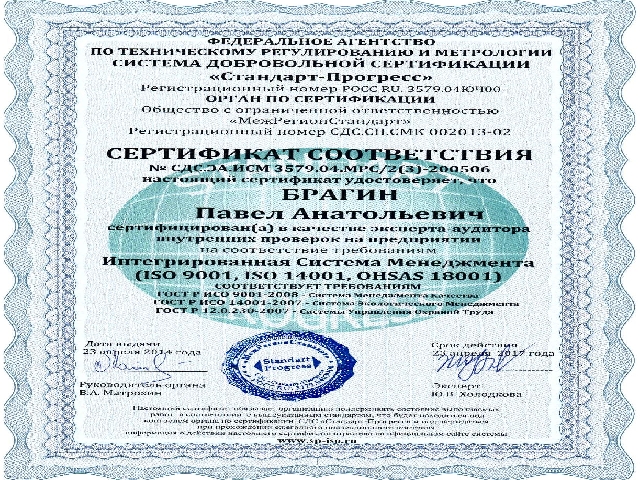 ФЕДЕРАЛЬНОЕ АГЕНТСТВО
ПО ТЕХНИЧЕСКОМУ РЕГУЛИРОВАНИЮ И МЕТРОЛОГИИ
СИСТЕМА ДОБРОВОЛЬНОЙ СЕРТИФИКАЦИИ
«Стандарт-Прогресс»
Регистрационный номер РОСС RU. 3579.04ЮЧ00
ОРГАН ПО СЕРТИФИКАЦИИ
Общество с ограниченной ответственностью
«МежРегионСтандарт»
Регистрационный номер СДС.СП.СМК 002013-02
СЕРТИФИКАТ СООТВЕТСТВИЯ
№ СДС.ЭА.ИСМ 3579.04.МРС/2(3)-200506
настоящий сертификат удостоверяет, что
БРАГИН
Павел Анатольевич
сертифицирован(а) в качестве эксперта-аудитора
внутренних проверок на предприятии
на соответствие требованиям
Интегрированная Система Менеджмента
(ISO 9001, ISO 14001, OHSAS 18001)
СООТВЕТСТВУЕТ ТРЕБОВАНИЯМ
ГОСТ Р ИСО 9001-2008 - Система Менеджмента Качества
ГОСТ Р ИСО 14001-2007 - Система Экологического Менеджмента
ГОСТ Р 12.0.230-2007 - Системы Управления Охраной Труда
Дата выдачи
23 апреля 2014 года
Срок действия
23 апреля 2017 года
Standart
Progress
Руководитель органа
В.А. Матрохин
Эксперт
Ю.В. Холодкова
www.sp-iso.ru